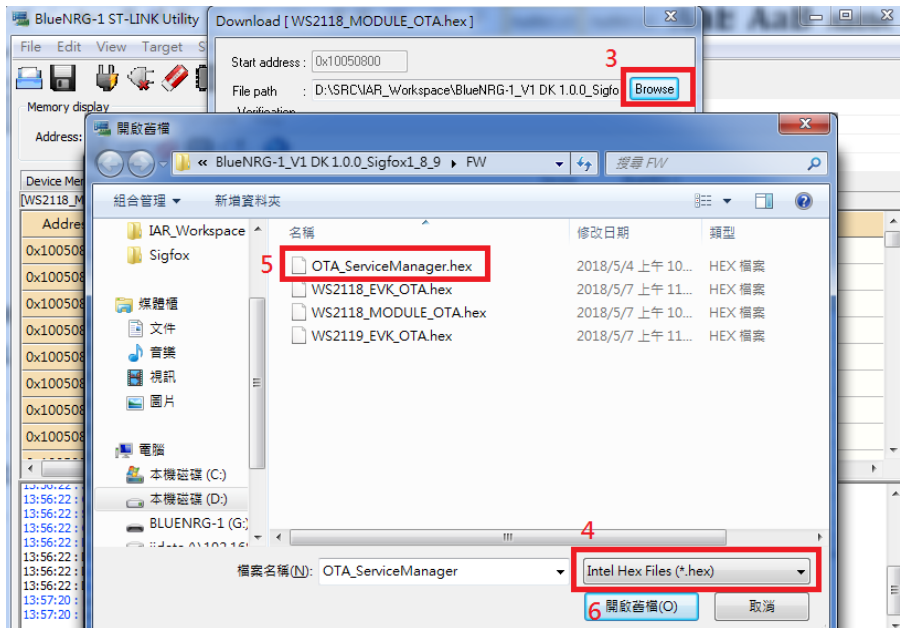 BlueNRG-1 ST-LINK Utility
Download [ WS2118_MODULE_OTA.hex ]
File Edit View Target
Start address : 0x10050800
3
File path : D:\SRC\IAR_Workspace\BlueNRG-1_V1 DK 1.0.0_Sigfo Browse
Memory display
Verification
Address:
開啟舊檔
« BlueNRG-1_V1 DK 1.0.0_Sigfox1_8_9 ▸ FW
搜尋 FW
Device Mem
[WS2118_M
組合管理 ▼ 新增資料夾
Addre
IAR_Workspace
名稱 修改日期 類型
Sigfox
5
OTA_ServiceManager.hex 2018/5/4 上午 10... HEX 檔案
WS2118_EVK_OTA.hex 2018/5/7 上午 11... HEX 檔案
WS2118_MODULE_OTA.hex 2018/5/7 上午 10... HEX 檔案
WS2119_EVK_OTA.hex 2018/5/7 上午 11... HEX 檔案
媒體櫃
文件
音樂
視訊
圖片
電腦
本機磁碟 (C:)
本機磁碟 (D:)
BLUENRG-1 (G:)
0x100508
0x100508
0x100508
0x100508
0x100508
0x100508
0x100508
0x100508
13:56:22 :
13:56:22 :
13:56:22 :
13:56:22 :
13:56:22 :
13:56:22 :
13:56:22 :
13:57:20 :
13:57:20 :
4
檔案名稱(N): OTA_ServiceManager
Intel Hex Files (*.hex)
6
開啟舊檔(O) 取消